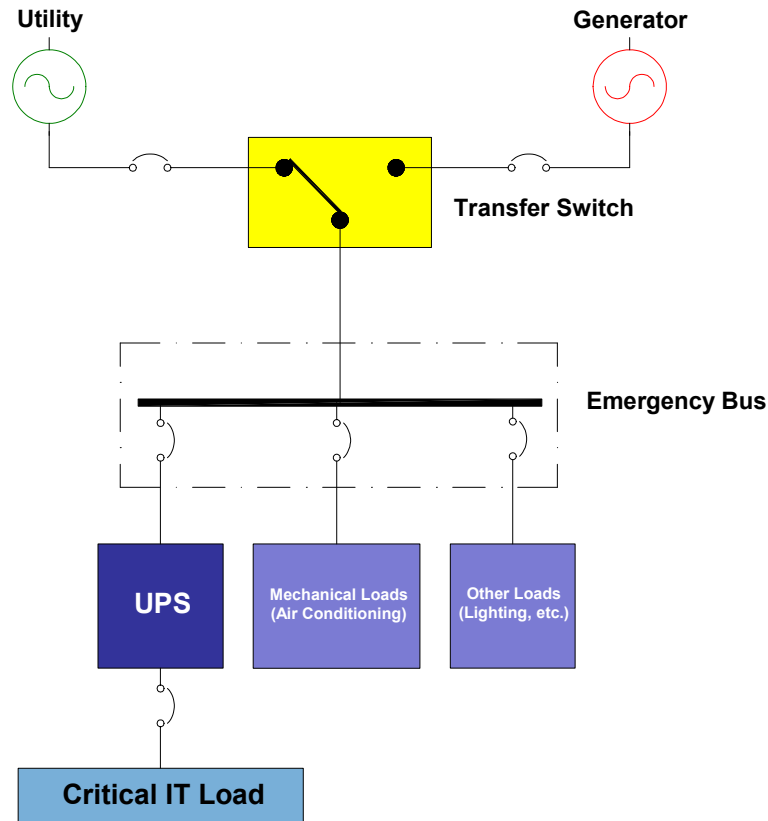 Utility
Generator
Transfer Switch
Emergency Bus
UPS
Mechanical Loads
(Air Conditioning)
Other Loads
(Lighting, etc.)
Critical IT Load